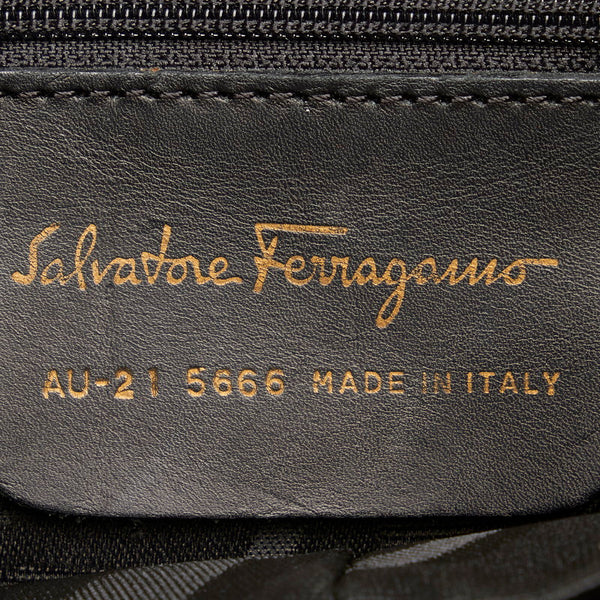 Salvatore Ferragamo
AU-21 5666 MADE IN ITALY